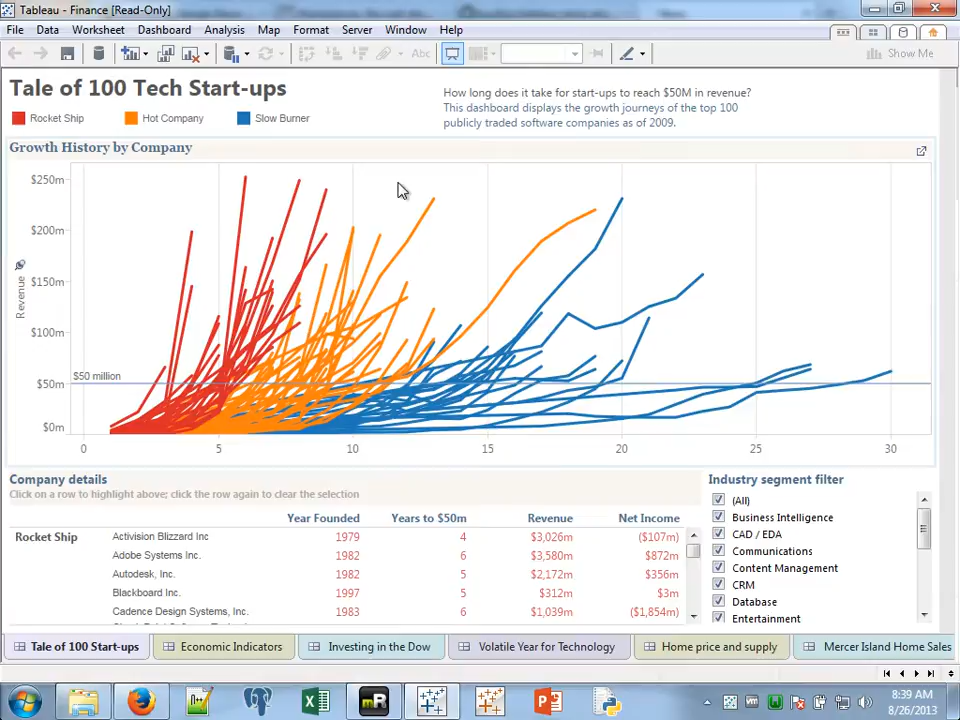 Tableau - Finance [Read-Only]
File Data Worksheet Dashboard Analysis Map Format Server Window Help
Abc
Show Me
Tale of 100 Tech Start-ups
Rocket Ship Hot Company Slow Burner
How long does it take for start-ups to reach $50M in revenue?
This dashboard displays the growth journeys of the top 100
publicly traded software companies as of 2009.
Growth History by Company
$250m
$200m
$150m
$100m
$50m
$0m
Revenue
$50 million
0 5 10 15 20 25 30
Company details
Click on a row to highlight above; click the row again to clear the selection
Year Founded Years to $50m Revenue Net Income
Rocket Ship Activision Blizzard Inc 1979 4 $3,026m ($107m)
Adobe Systems Inc. 1982 6 $3,580m $872m
Autodesk, Inc. 1982 5 $2,172m $356m
Blackboard Inc. 1997 5 $312m $3m
Cadence Design Systems, Inc. 1983 6 $1,039m ($1,854m)
Industry segment filter
(All)
Business Intelligence
CAD / EDA
Communications
Content Management
CRM
Database
Entertainment
Tale of 100 Start-ups Economic Indicators Investing in the Dow Volatile Year for Technology Home price and supply Mercer Island Home Sales
mR
8:39 AM
8/26/2013